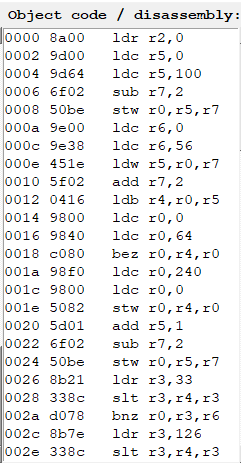 Object code / disassembly:
0000 8a00 ldr r2,0
0002 9d00 ldc r5,0
0004 9d64 ldc r5,100
0006 6f02 sub r7,2
0008 50be stw r0,r5,r7
000a 9e00 ldc r6,0
000c 9e38 ldc r6,56
000e 451e ldw r5,r0,r7
0010 5f02 add r7,2
0012 0416 ldb r4,r0,r5
0014 9800 ldc r0,0
0016 9840 ldc r0,64
0018 c080 bez r0,r4,r0
001a 98f0 ldc r0,240
001c 9800 ldc r0,0
001e 5082 stw r0,r4,r0
0020 5d01 add r5,1
0022 6f02 sub r7,2
0024 50be stw r0,r5,r7
0026 8b21 ldr r3,33
0028 338c slt r3,r4,r3
002a d078 bnz r0,r3,r6
002c 8b7e ldr r3,126
002e 338c slt r3,r4,r3